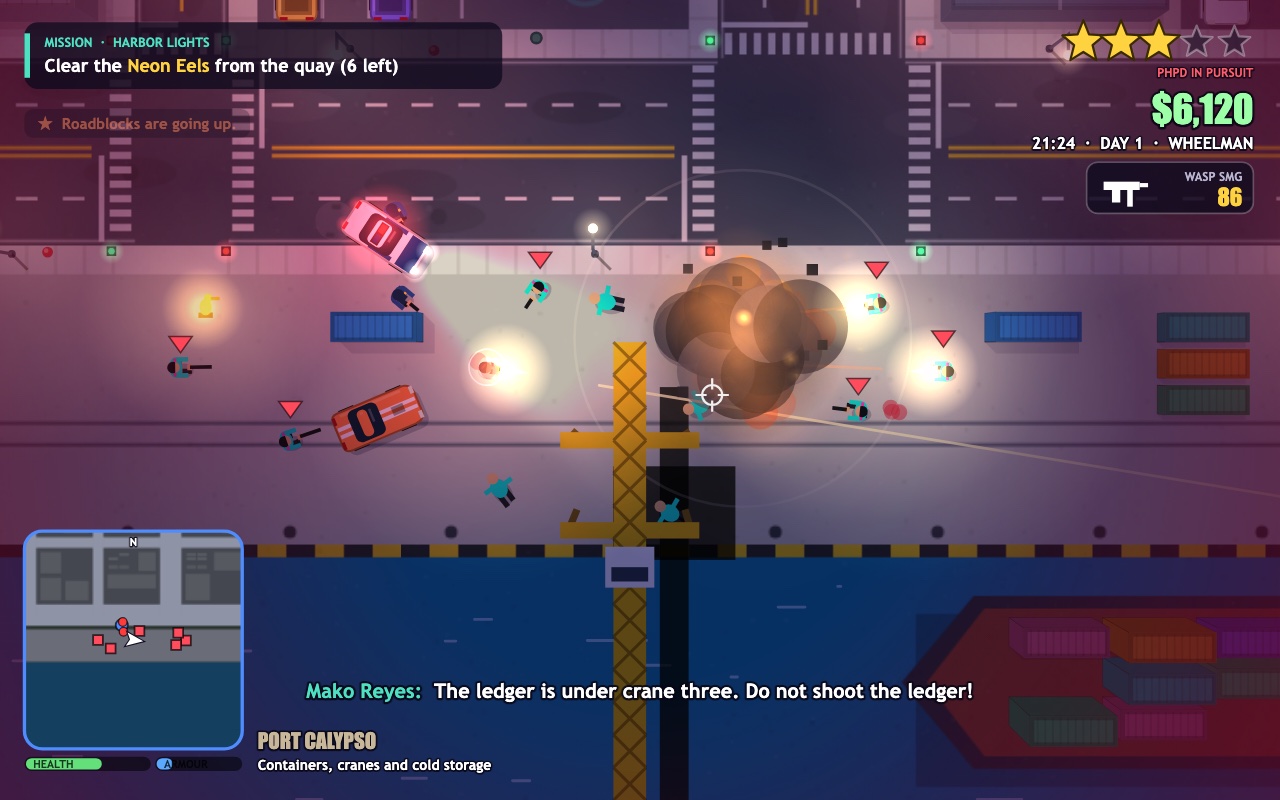 MISSION · HARBOR LIGHTS
Clear the Neon Eels from the quay (6 left)
★ Roadblocks are going up.
PHPD IN PURSUIT
$6,120
21:24 · DAY 1 · WHEELMAN
WASP SMG
86
N
Mako Reyes: The ledger is under crane three. Do not shoot the ledger!
PORT CALYPSO
Containers, cranes and cold storage
HEALTH
ARMOUR